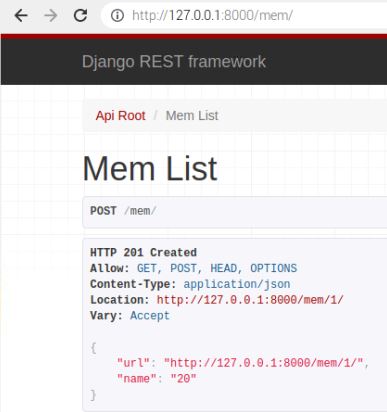 http://127.0.0.1:8000/mem/
Django REST framework
Api Root / Mem List
Mem List
POST /mem/
HTTP 201 Created
Allow: GET, POST, HEAD, OPTIONS
Content-Type: application/json
Location: http://127.0.0.1:8000/mem/1/
Vary: Accept
{
    "url": "http://127.0.0.1:8000/mem/1/",
    "name": "20"
}